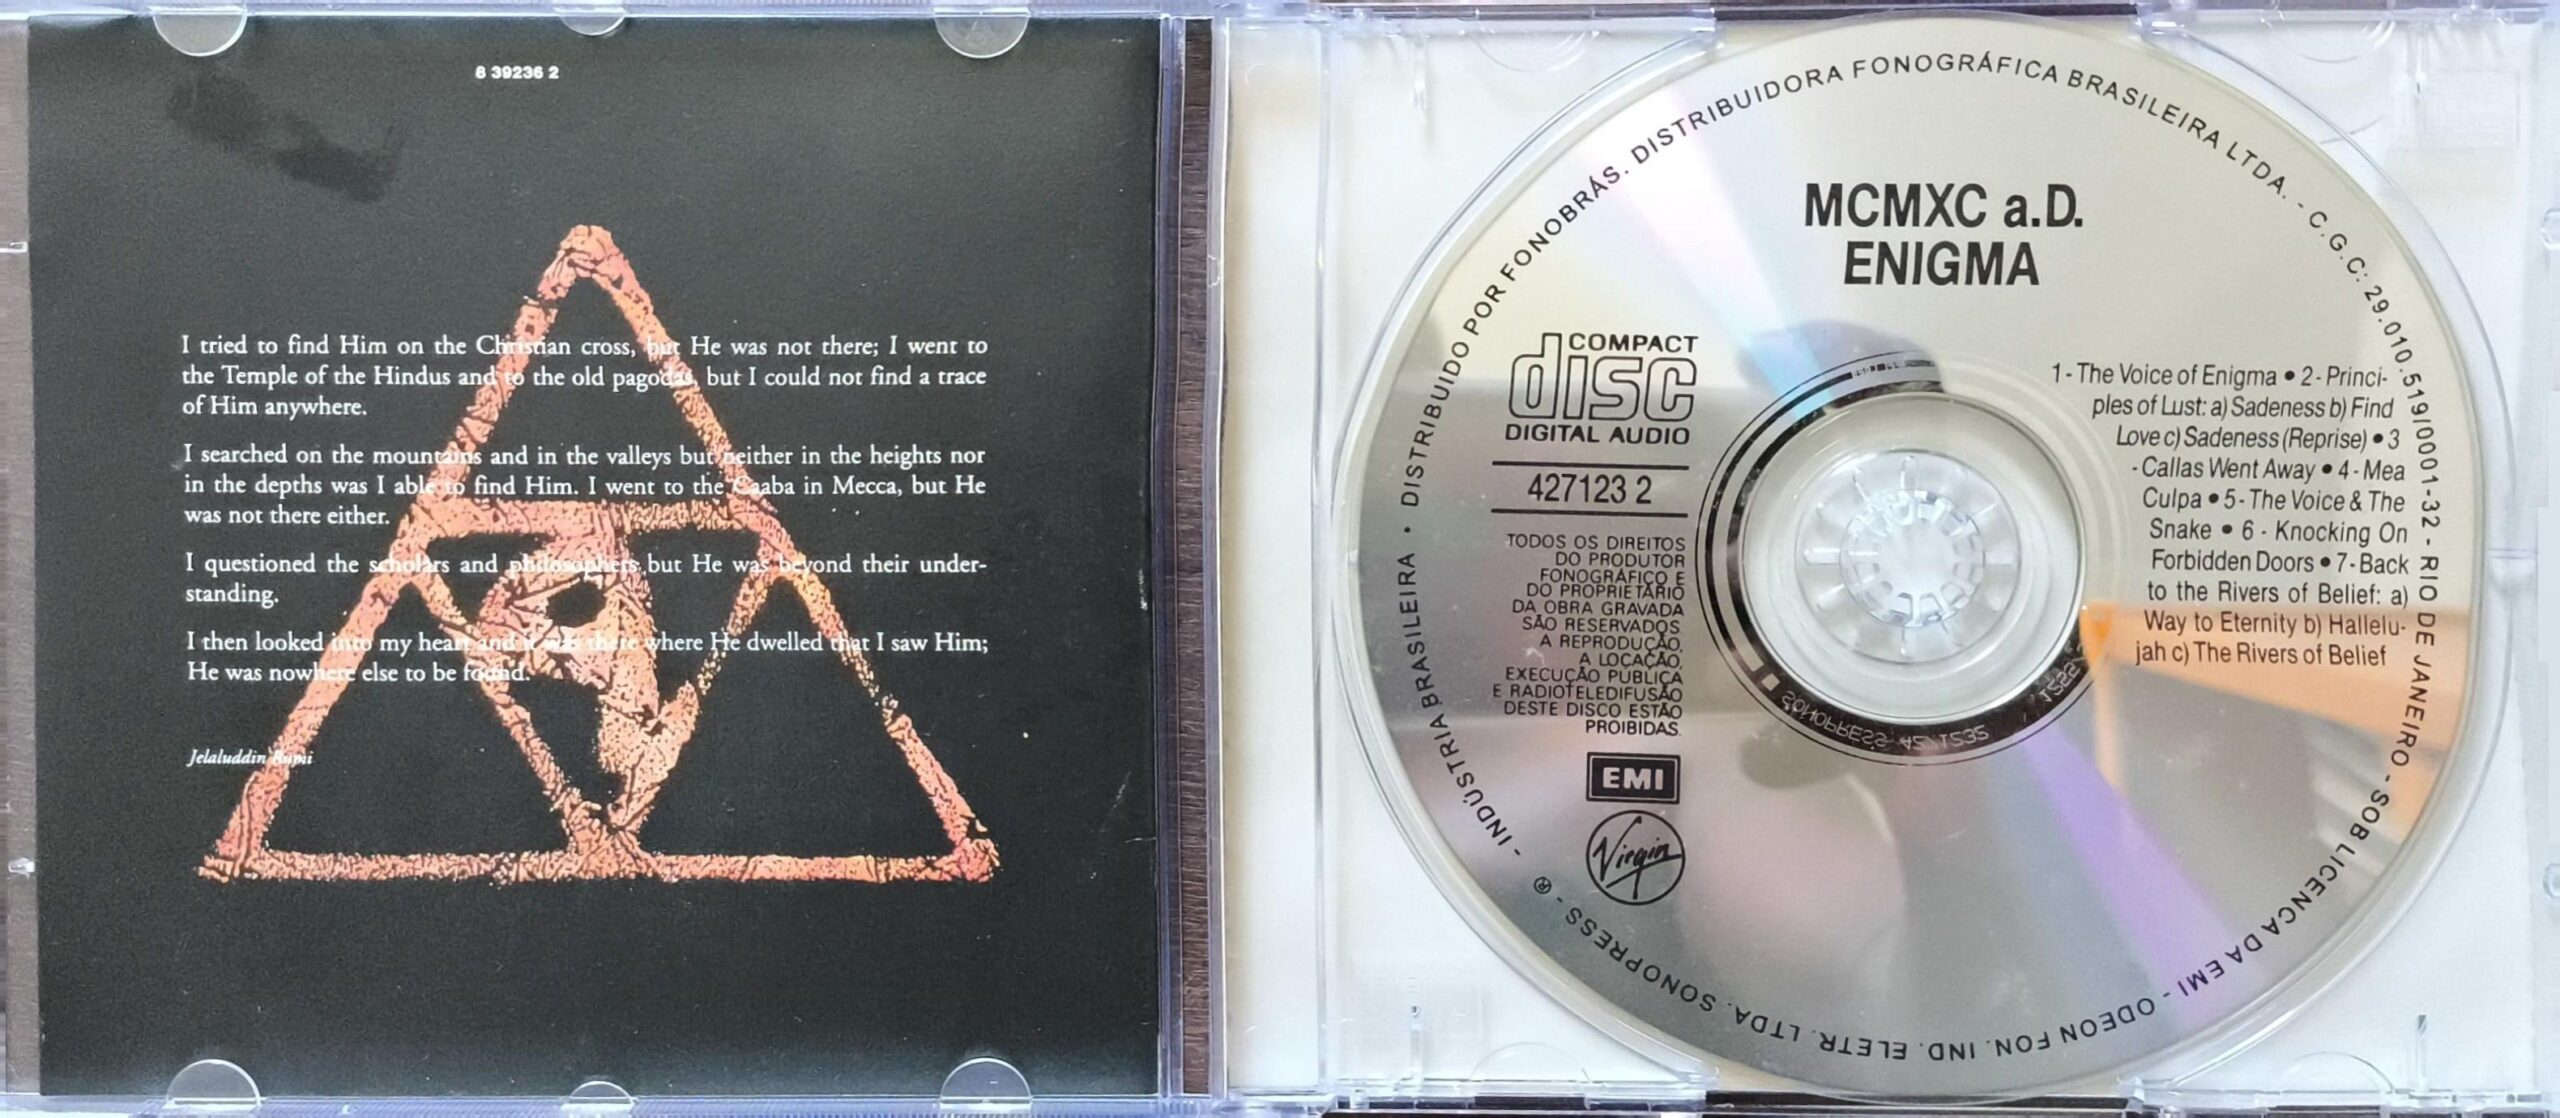 8 39236 2
I tried to find Him on the Christian cross, but He was not there; I went to
the Temple of the Hindus and to the old pagodas, but I could not find a trace
of Him anywhere.
I searched on the mountains and in the valleys but neither in the heights nor
in the depths was I able to find Him. I went to the Caaba in Mecca, but He
was not there either.
I questioned the scholars and philosophers, but He was beyond their under-
standing.
I then looked into my heart and it was there where He dwelled that I saw Him;
He was nowhere else to be found.
Jelaluddin Rumi
MCMXC a.D.
ENIGMA
COMPACT
disc
DIGITAL AUDIO
427123 2
TODOS OS DIREITOS
DO PRODUTOR
FONOGRÁFICO E
DO PROPRIETÁRIO
DA OBRA GRAVADA
SÃO RESERVADOS.
A REPRODUÇÃO,
A LOCAÇÃO,
EXECUÇÃO PÚBLICA
E RADIOTELEDIFUSÃO
DESTE DISCO ESTÃO
PROIBIDAS.
EMI
Virgin
1 - The Voice of Enigma • 2 - Princi-
ples of Lust: a) Sadeness b) Find
Love c) Sadeness (Reprise) • 3
- Callas Went Away • 4 - Mea
Culpa • 5 - The Voice & The
Snake • 6 - Knocking On
Forbidden Doors • 7 - Back
to the Rivers of Belief: a)
Way to Eternity b) Hallelu-
jah c) The Rivers of Belief
- INDÚSTRIA BRASILEIRA • DISTRIBUIDO POR FONOBRÁS. DISTRIBUIDORA FONOGRÁFICA BRASILEIRA LTDA. - C.G.C: 29.010.519/0001-32 - RIO DE JANEIRO - SOB LICENCA DA EMI - ODEON FON. IND. ELETR. LTDA. SONOPRESS - ®
SONOPRESS